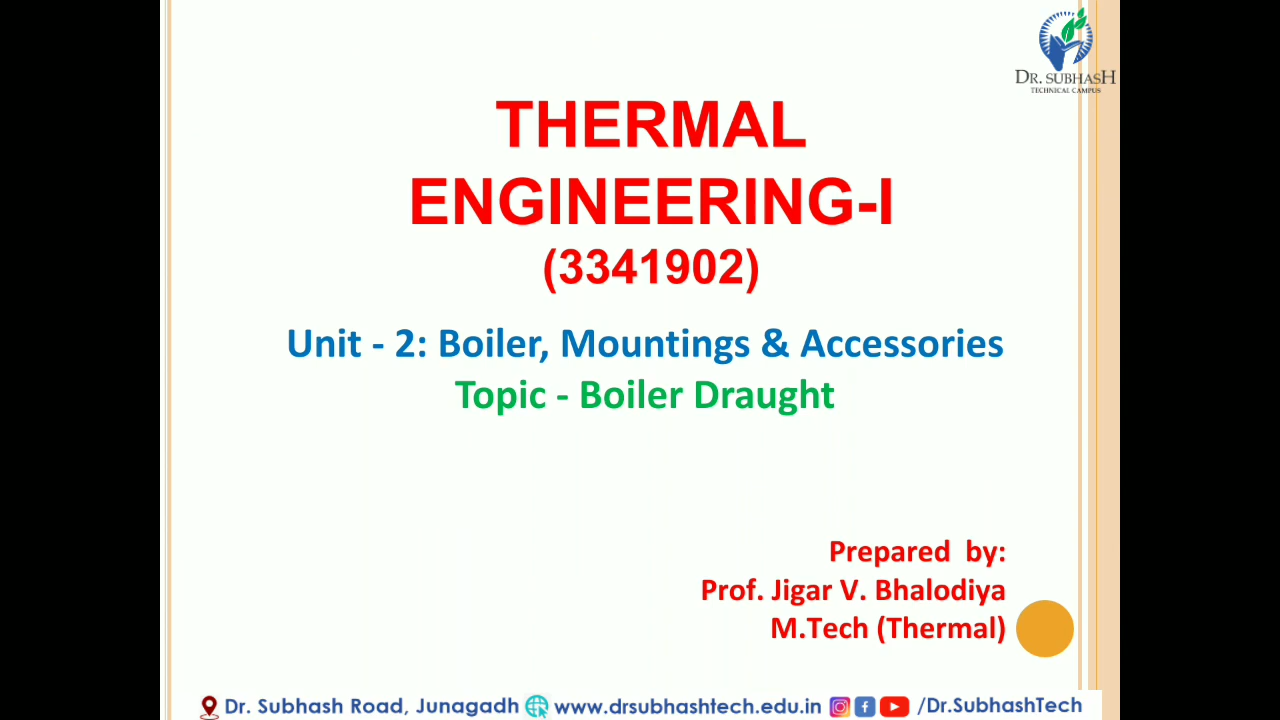 DR. SUBHASH
TECHNICAL CAMPUS
THERMAL
ENGINEERING-I
(3341902)
Unit - 2: Boiler, Mountings & Accessories
Topic - Boiler Draught
Prepared by:
Prof. Jigar V. Bhalodiya
M.Tech (Thermal)
Dr. Subhash Road, Junagadh www.drsubhashtech.edu.in /Dr.SubhashTech